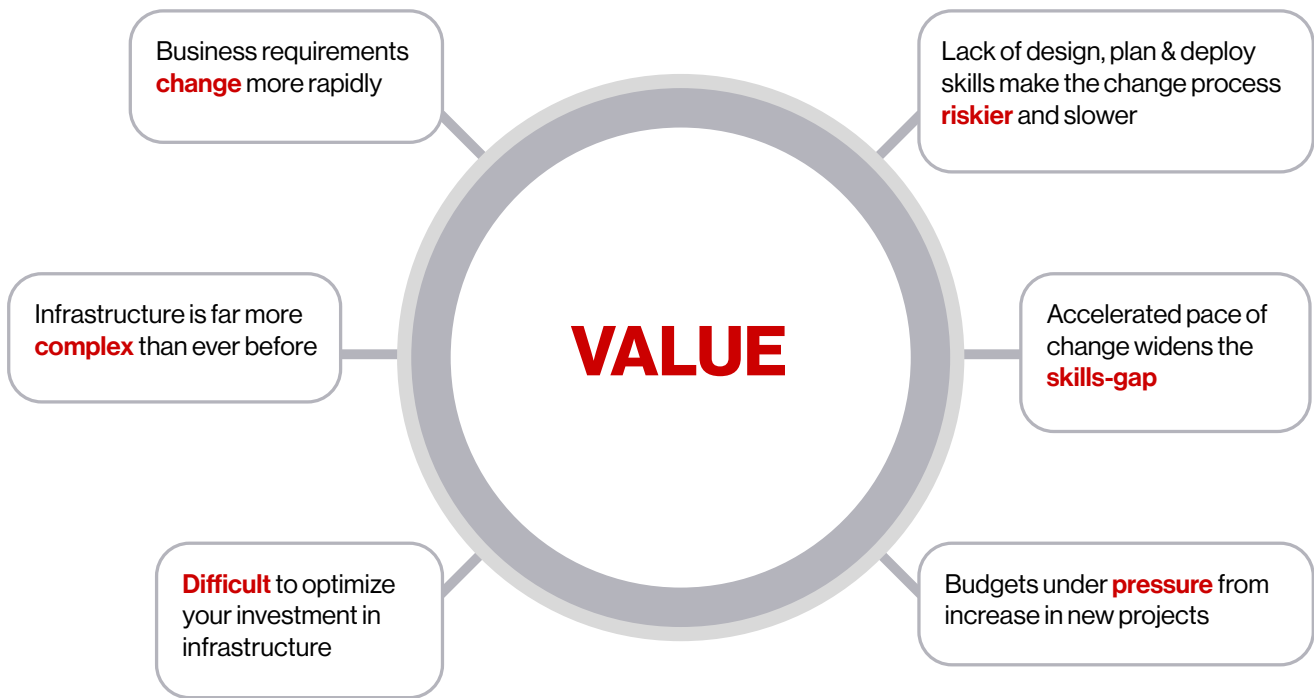 Business requirements
change more rapidly
Lack of design, plan & deploy
skills make the change process
riskier and slower
Infrastructure is far more
complex than ever before
VALUE
Accelerated pace of
change widens the
skills-gap
Difficult to optimize
your investment in
infrastructure
Budgets under pressure from
increase in new projects